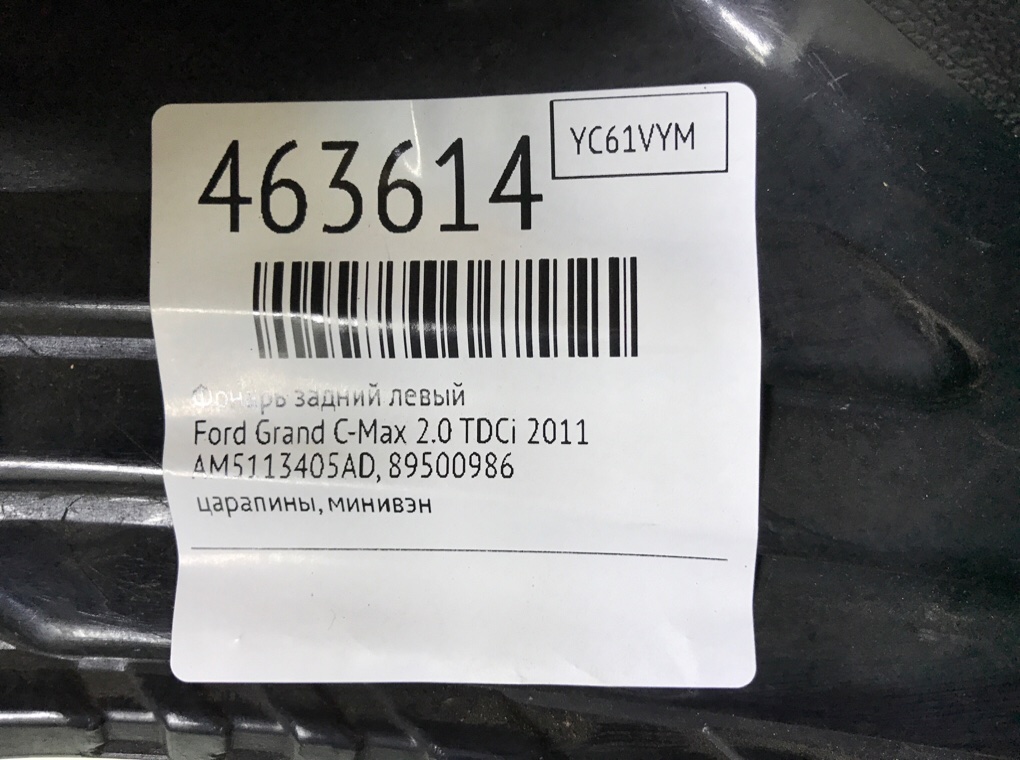 463614
YC61VYM
Фонарь задний левый
Ford Grand C-Max 2.0 TDCi 2011
AM5113405AD, 89500986
царапины, минивэн